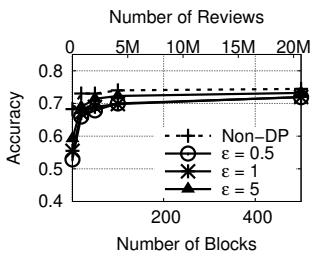 Number of Reviews
0 5M 10M 15M 20M
0.8
0.7
0.6
0.5
0.4
Accuracy
Non-DP
ε = 0.5
ε = 1
ε = 5
200 400
Number of Blocks